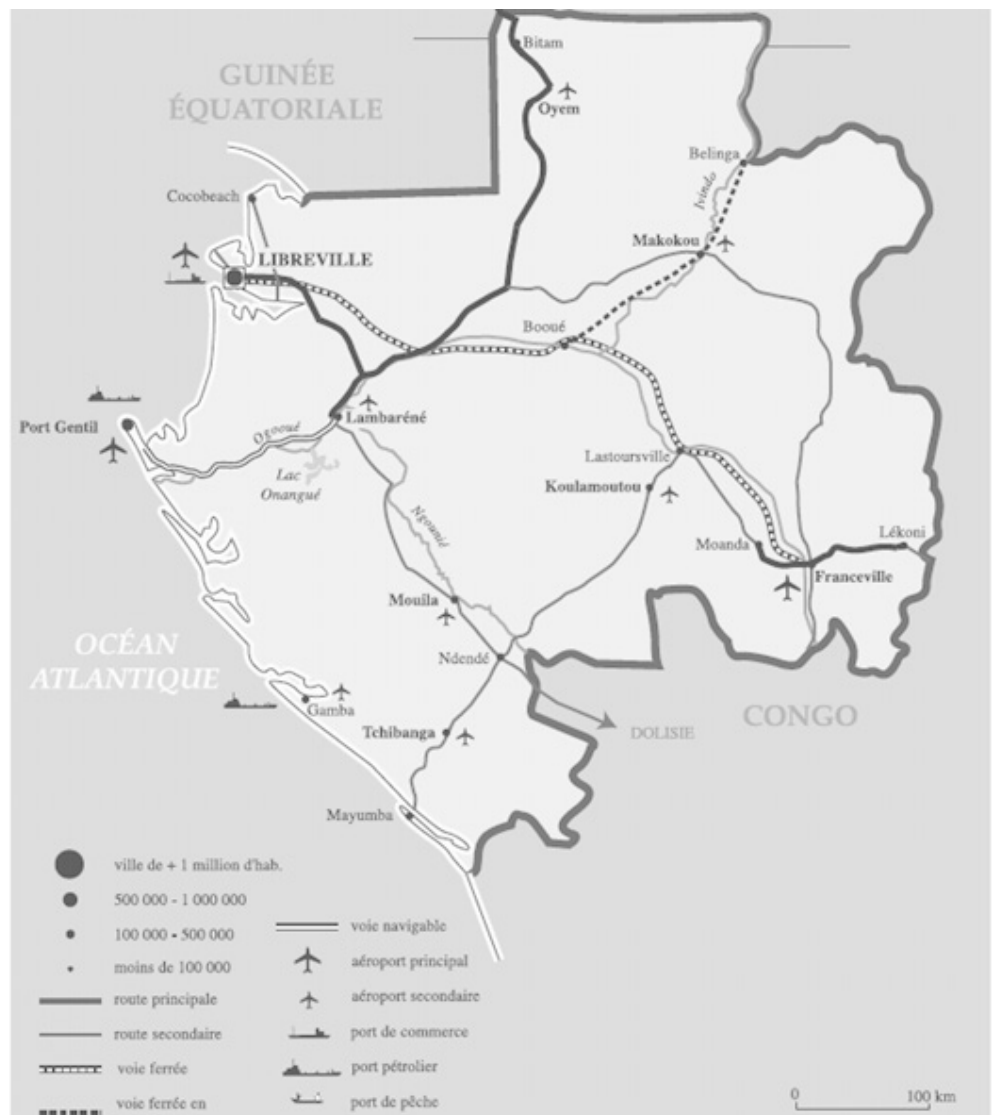 Bitam
GUINÉE
ÉQUATORIALE
Oyem
Belinga
Ivindo
Cocobeach
Makokou
LIBREVILLE
Booué
Port Gentil
Lambaréné
Ogooué
Lac
Onangué
Lastoursville
Koulamoutou
Ngounié
Moanda
Lékoni
Franceville
Mouila
OCÉAN
ATLANTIQUE
Ndendé
Gamba
CONGO
DOLISIE
Tchibanga
Mayumba
ville de + 1 million d'hab.
500 000 - 1 000 000
100 000 - 500 000
moins de 100 000
route principale
route secondaire
voie ferrée
voie ferrée en
voie navigable
aéroport principal
aéroport secondaire
port de commerce
port pétrolier
port de pêche
0 100 km